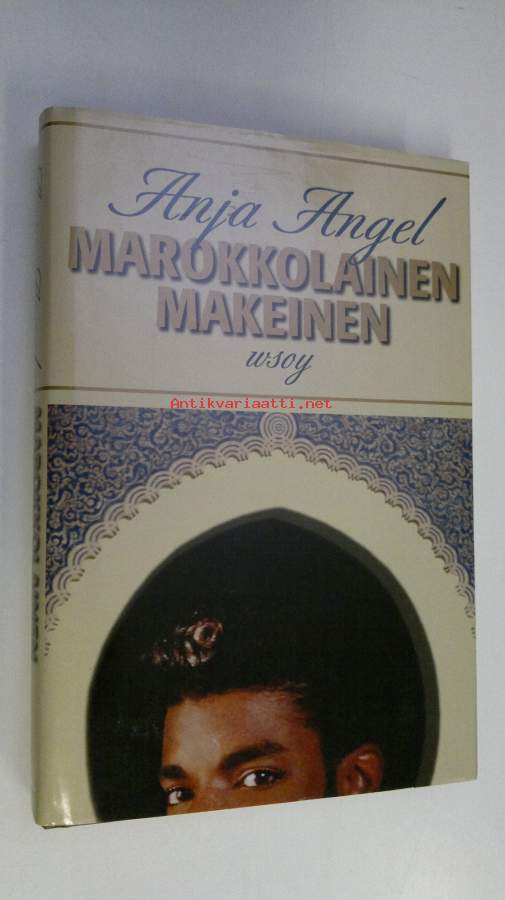 Anja Angel
MAROKKOLAINEN
MAKEINEN
wsoy
Antikvariaatti.net